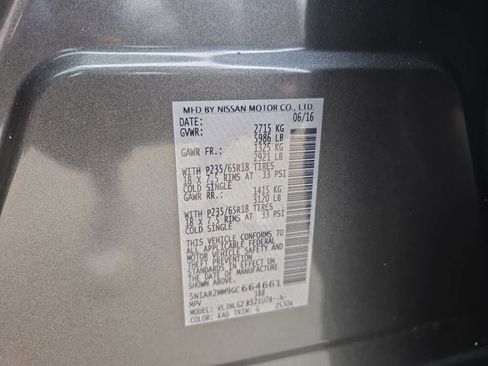 MFD BY NISSAN MOTOR CO., LTD.
DATE: 06/16
GVWR: 2715 KG
5986 LB
GAWR FR.: 1325 KG
2921 LB
WITH P235/65R18 TIRES
18 X 7.5 RIMS AT 33 PSI
COLD SINGLE
GAWR RR.: 1415 KG
3120 LB
WITH P235/65R18 TIRES
18 X 7.5 RIMS AT 33 PSI
COLD SINGLE
THIS VEHICLE CONFORMS TO
ALL APPLICABLE FEDERAL
MOTOR VEHICLE SAFETY AND
THEFT PREVENTION
STANDARDS IN EFFECT ON
THE DATE OF MANUFACTURE
SHOWN ABOVE.
5N1AR2MM9GC664661
MPV 388
MODEL: A-
COLOR: KAD TRIM: G 2530A